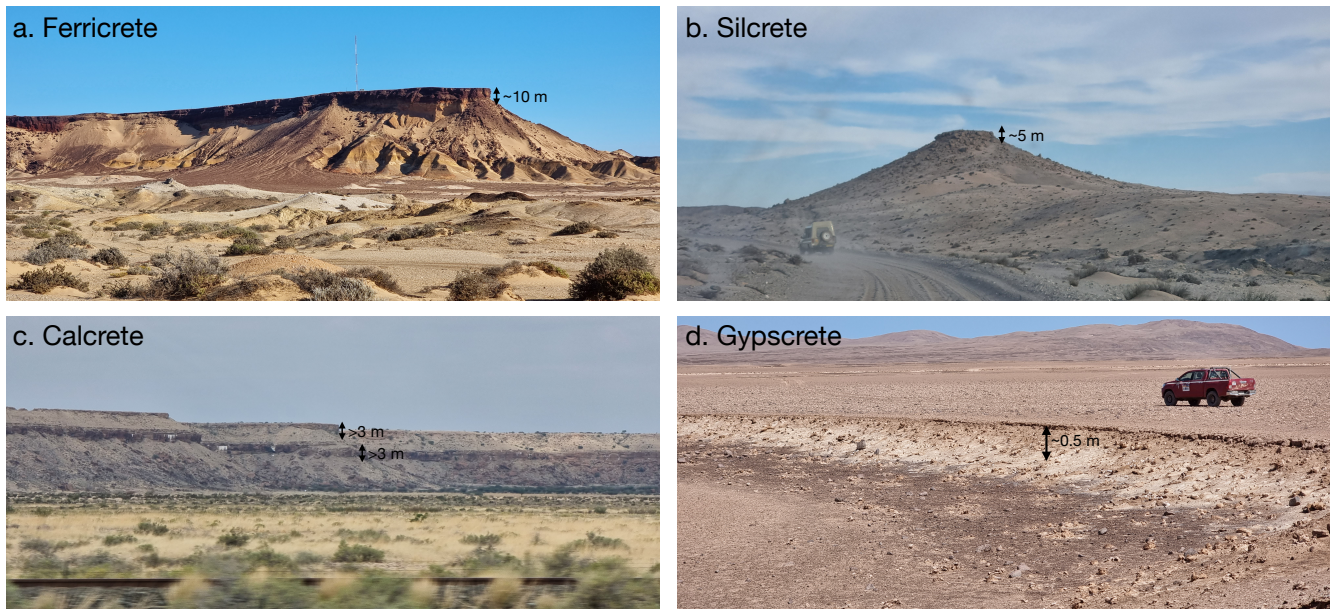 a. Ferricrete
~10 m
b. Silcrete
~5 m
c. Calcrete
>3 m
>3 m
d. Gypscrete
~0.5 m